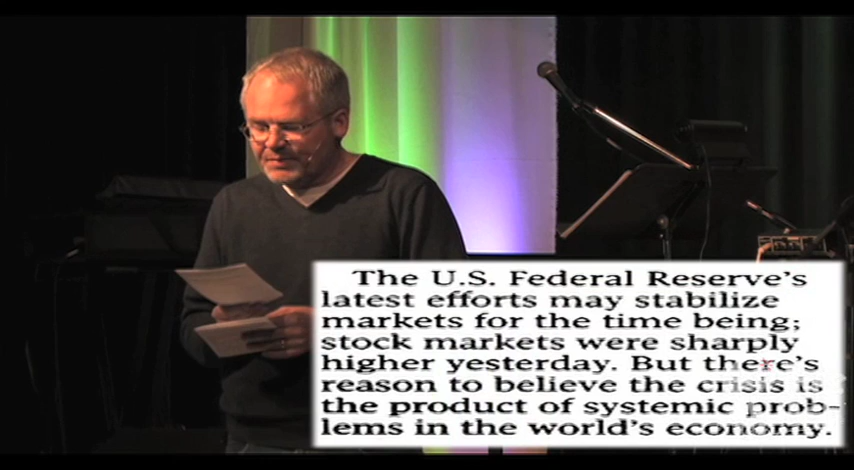 The U.S. Federal Reserve's
latest efforts may stabilize
markets for the time being;
stock markets were sharply
higher yesterday. But there's
reason to believe the crisis is
the product of systemic prob-
lems in the world's economy.